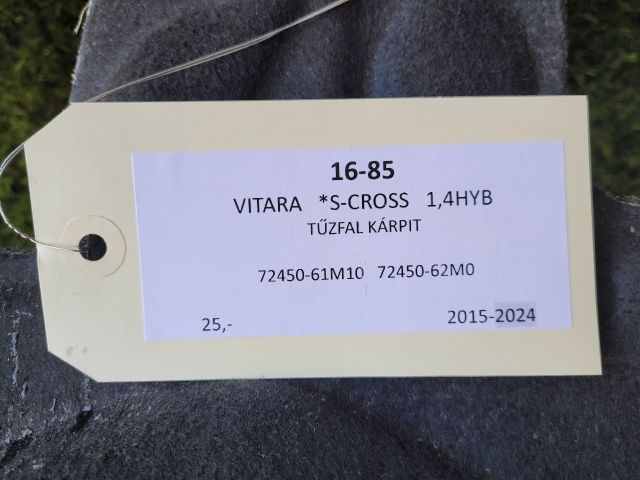 16-85
VITARA *S-CROSS 1,4HYB
TŰZFAL KÁRPIT
72450-61M10 72450-62M0
25,- 2015-2024